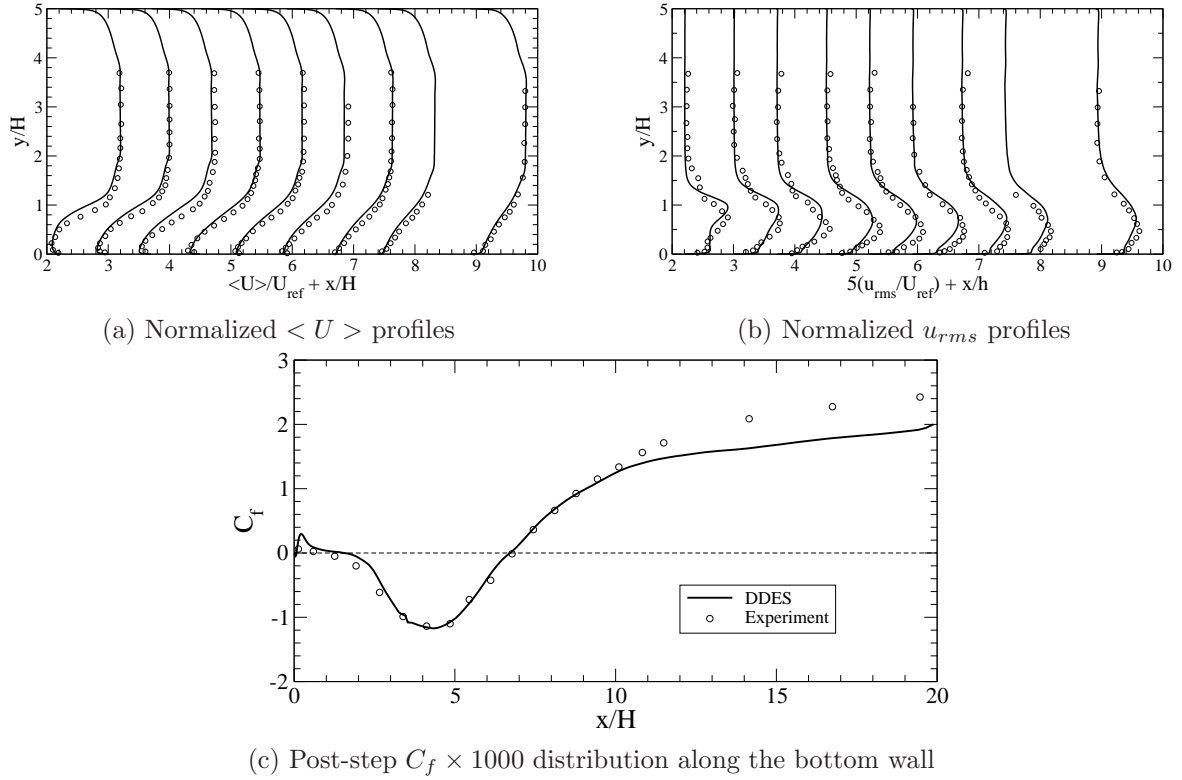 5
4
3
2
1
0
y/H
2 3 4 5 6 7 8 9 10
<U>/U_ref + x/H
(a) Normalized < U > profiles
5
4
3
2
1
0
y/H
2 3 4 5 6 7 8 9 10
5(u_rms/U_ref) + x/h
(b) Normalized u_rms profiles
3
2
1
0
-1
-2
C_f
DDES
Experiment
0 5 10 15 20
x/H
(c) Post-step C_f × 1000 distribution along the bottom wall